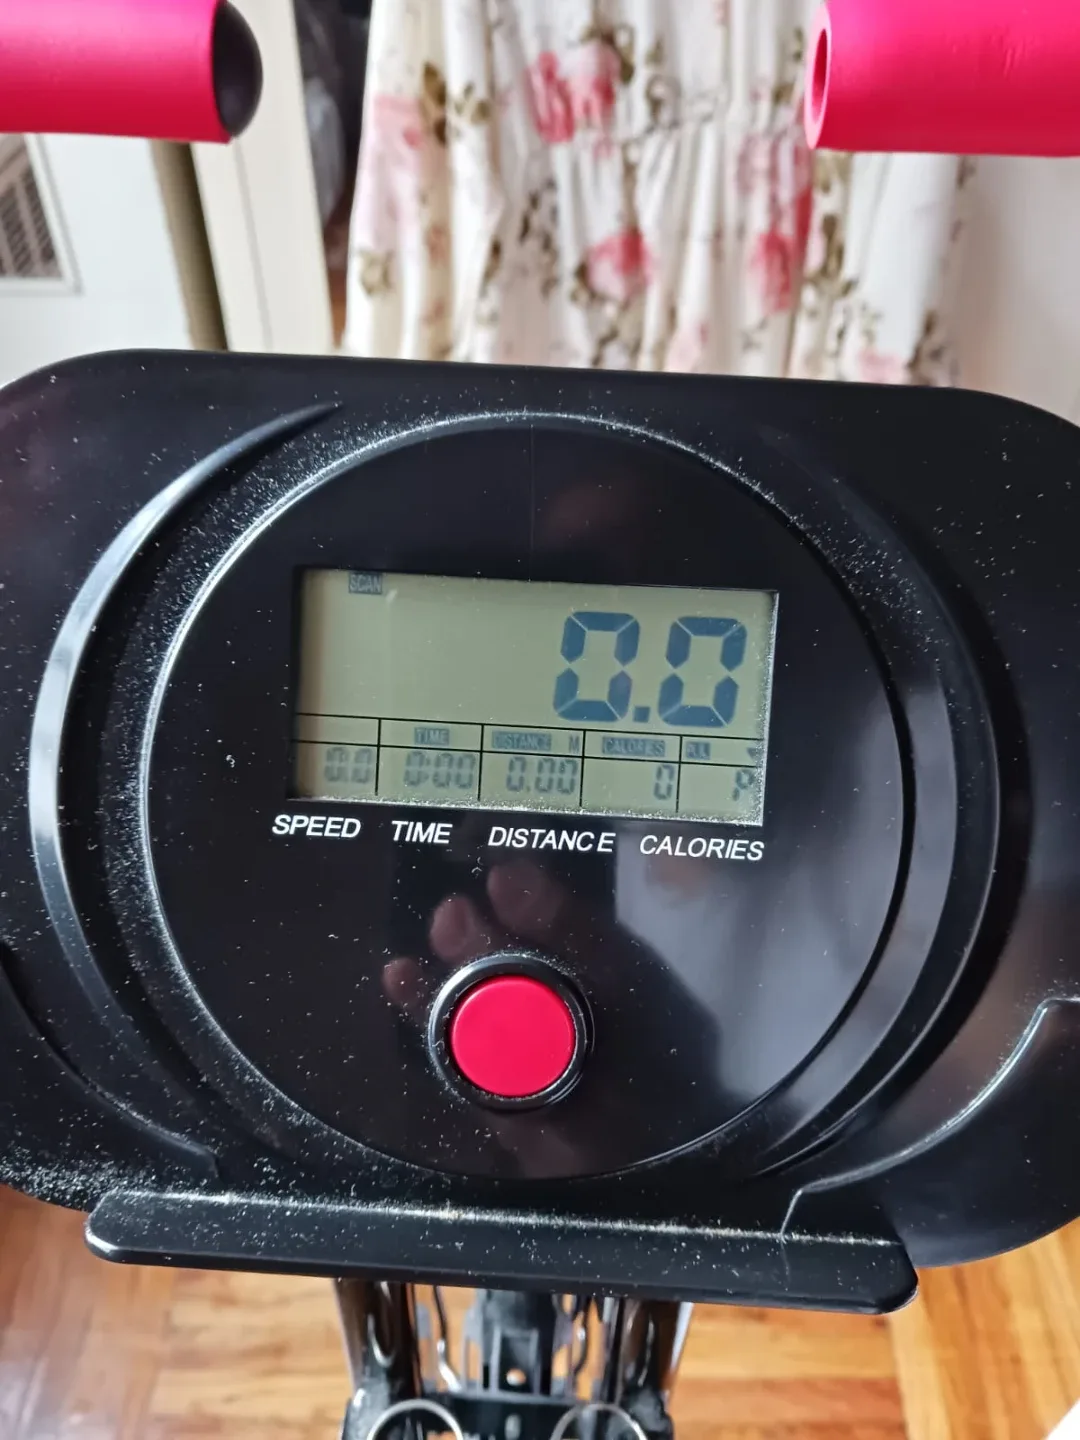 SCAN
0.0
TIME DISTANCE M CALORIES PUL
0.0 0:00 0.00 0 P
SPEED TIME DISTANCE CALORIES